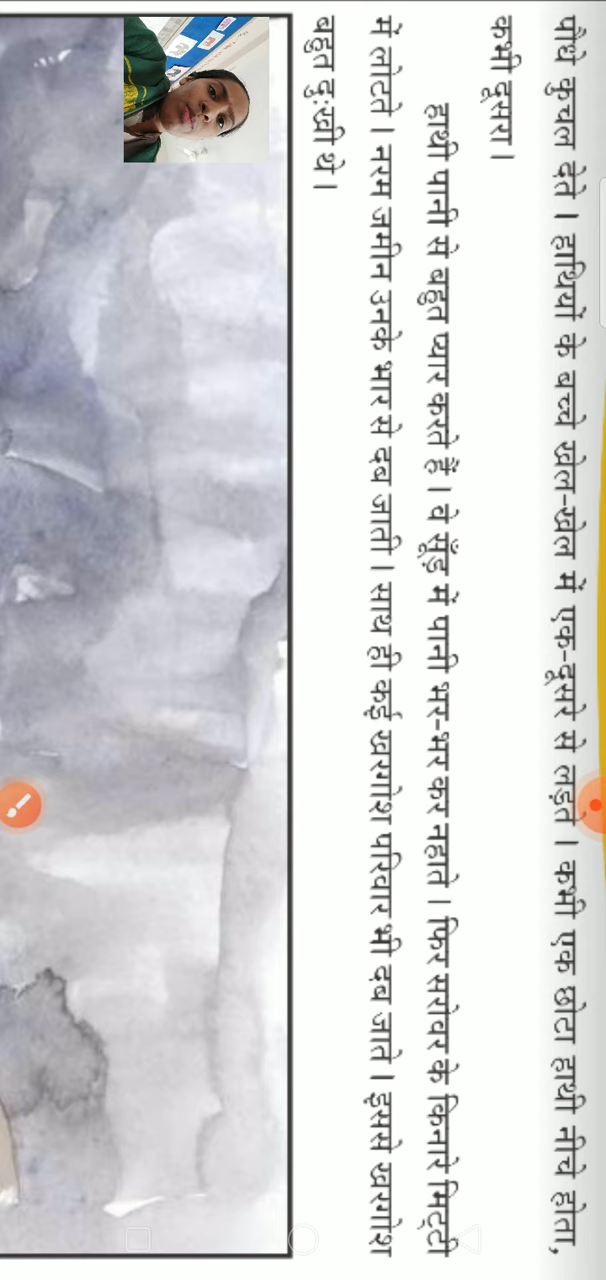 पौधे कुचल देते । हाथियों के बच्चे खेल-खेल में एक-दूसरे से लड़ते । कभी एक छोटा हाथी नीचे होता,
कभी दूसरा ।
हाथी पानी से बहुत प्यार करते हैं । वे सूँड़ में पानी भर-भर कर नहाते । फिर सरोवर के किनारे मिट्टी
में लोटते । नरम जमीन उनके भार से दब जाती । साथ ही कई खरगोश परिवार भी दब जाते । इससे खरगोश
बहुत दुःखी थे ।